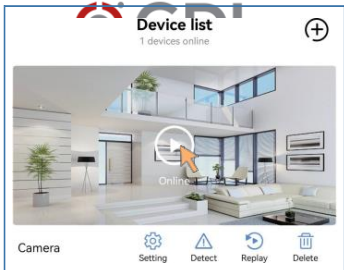 Device list
1 devices online
Online
Camera
Setting
Detect
Replay
Delete